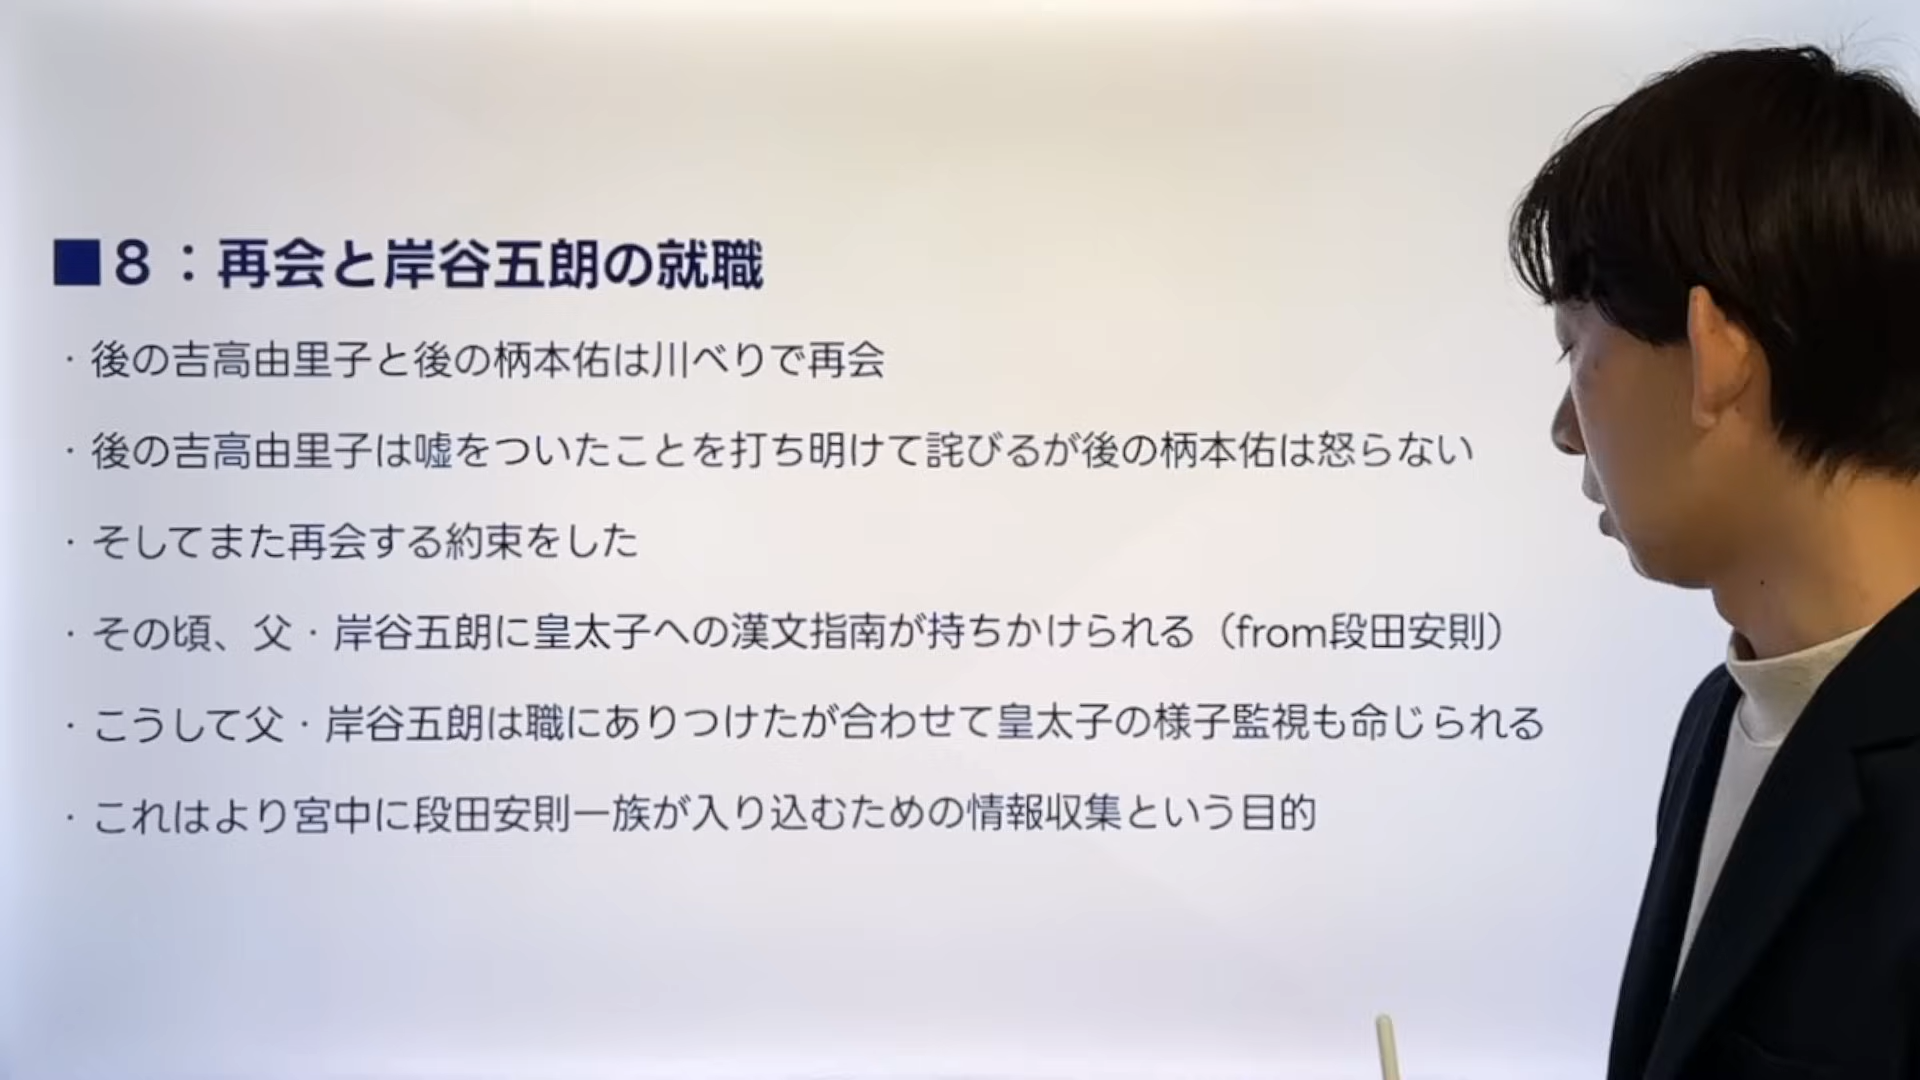 ■8：再会と岸谷五朗の就職
・後の吉高由里子と後の柄本佑は川べりで再会
・後の吉高由里子は嘘をついたことを打ち明けて詫びるが後の柄本佑は怒らない
・そしてまた再会する約束をした
・その頃、父・岸谷五朗に皇太子への漢文指南が持ちかけられる（from段田安則）
・こうして父・岸谷五朗は職にありつけたが合わせて皇太子の様子監視も命じられる
・これはより宮中に段田安則一族が入り込むための情報収集という目的